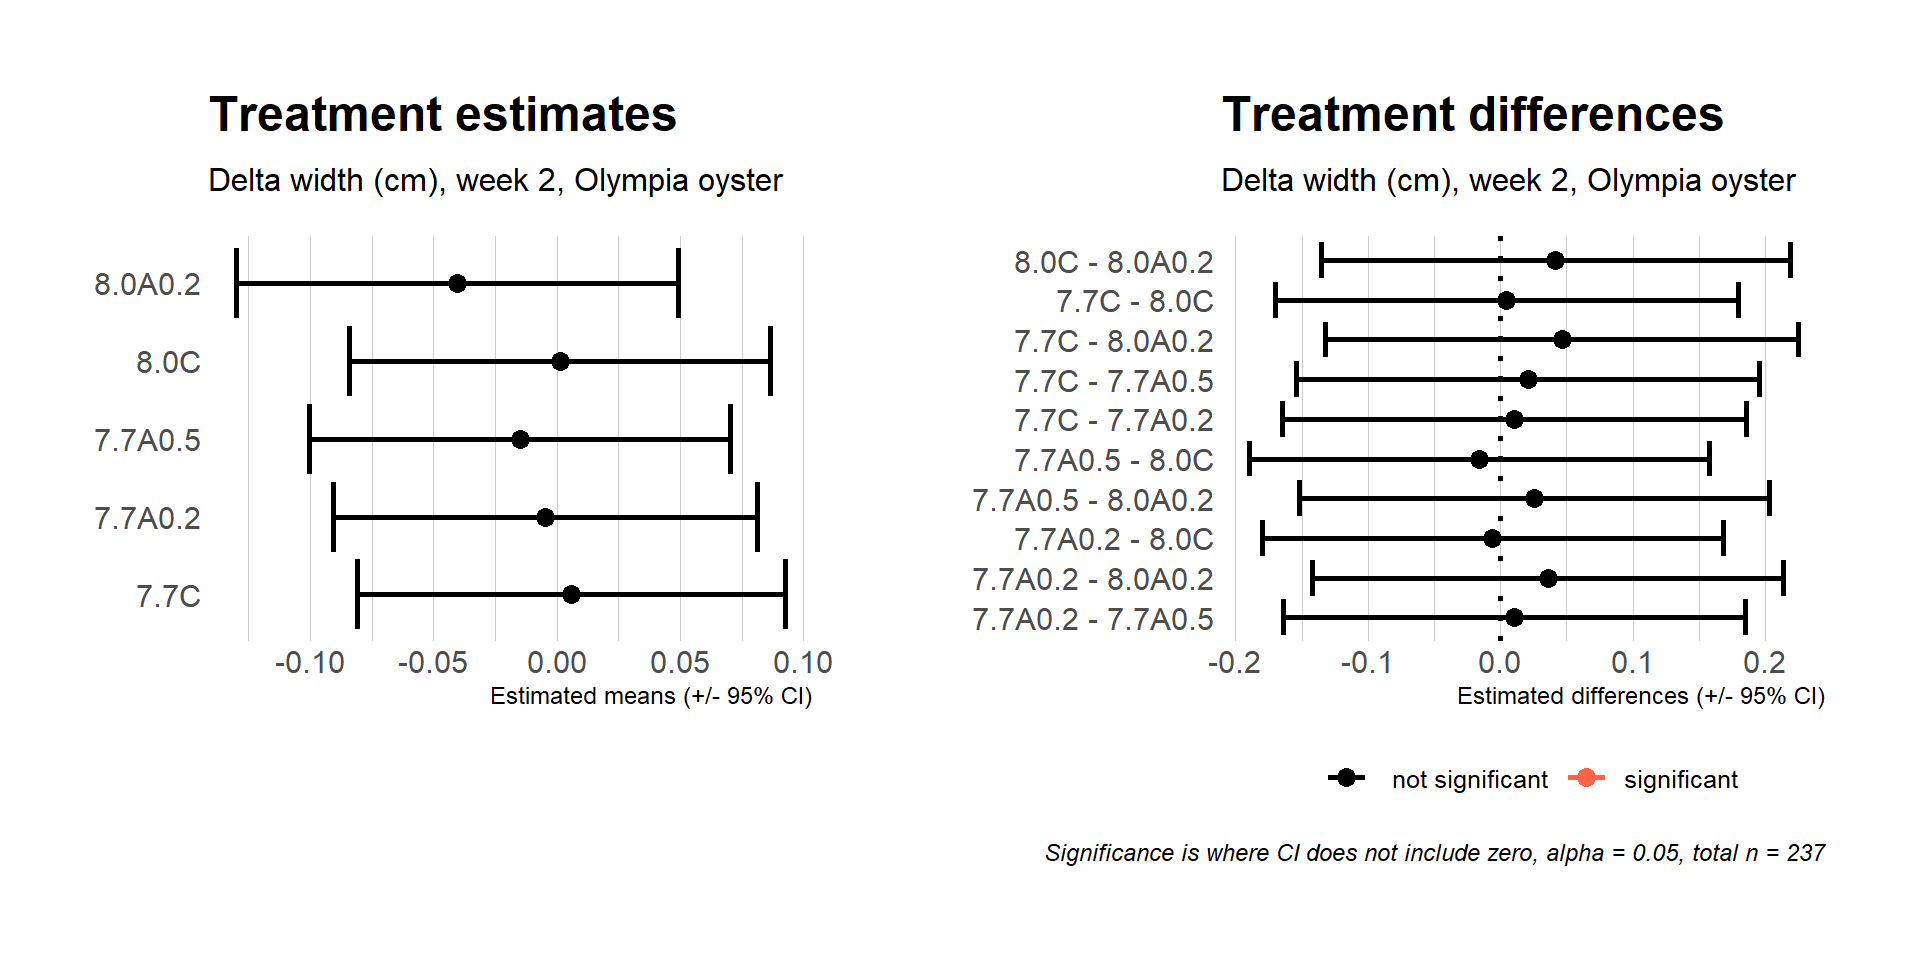 Treatment estimates
Delta width (cm), week 2, Olympia oyster
8.0A0.2
8.0C
7.7A0.5
7.7A0.2
7.7C
-0.10 -0.05 0.00 0.05 0.10
Estimated means (+/- 95% CI)
Treatment differences
Delta width (cm), week 2, Olympia oyster
8.0C - 8.0A0.2
7.7C - 8.0C
7.7C - 8.0A0.2
7.7C - 7.7A0.5
7.7C - 7.7A0.2
7.7A0.5 - 8.0C
7.7A0.5 - 8.0A0.2
7.7A0.2 - 8.0C
7.7A0.2 - 8.0A0.2
7.7A0.2 - 7.7A0.5
-0.2 -0.1 0.0 0.1 0.2
Estimated differences (+/- 95% CI)
not significant significant
Significance is where CI does not include zero, alpha = 0.05, total n = 237